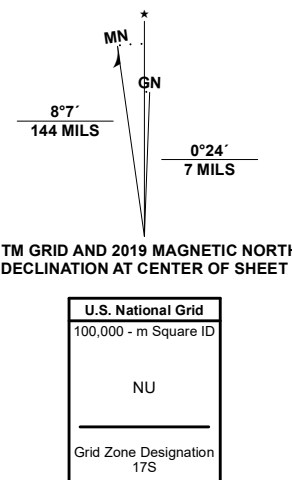 ★
MN
GN
8°7´
144 MILS
0°24´
7 MILS
TM GRID AND 2019 MAGNETIC NORTH
DECLINATION AT CENTER OF SHEET
U.S. National Grid
100,000 - m Square ID
NU
Grid Zone Designation
17S